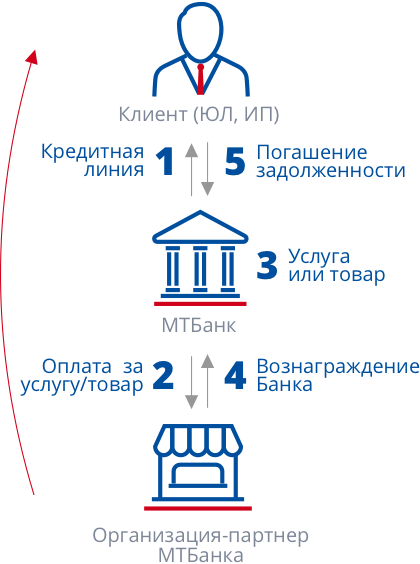 Клиент (ЮЛ, ИП)
Кредитная
линия
1
5
Погашение
задолженности
3
Услуга
или товар
МТБанк
Оплата за
услугу/товар
2
4
Вознаграждение
Банка
Организация-партнер
МТБанка